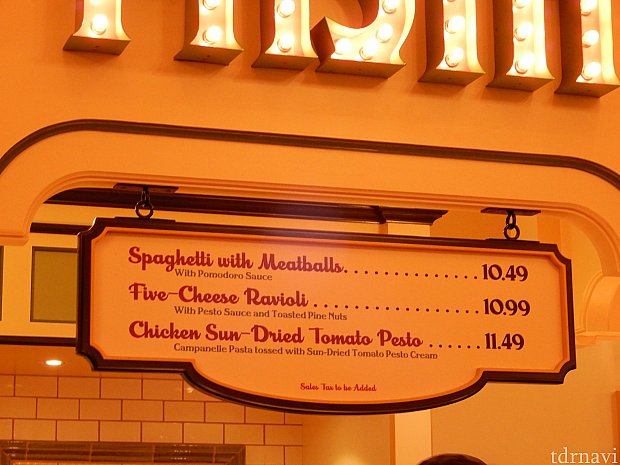 Spaghetti with Meatballs. . . . . . . . . . . . . . . 10.49
With Pomodoro Sauce
Five-Cheese Ravioli . . . . . . . . . . . . . . . . . . 10.99
With Pesto Sauce and Toasted Pine Nuts
Chicken Sun-Dried Tomato Pesto . . . . . . 11.49
Campanelle Pasta tossed with Sun-Dried Tomato Pesto Cream
Sales Tax to be Added
tdrnavi